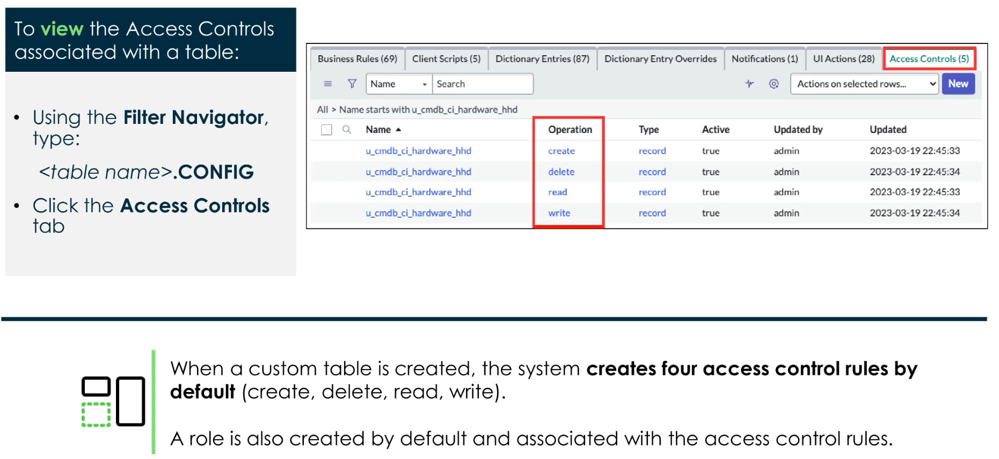 To view the Access Controls
associated with a table:
• Using the Filter Navigator,
type:
<table name>.CONFIG
• Click the Access Controls
tab
Business Rules (69) Client Scripts (5) Dictionary Entries (87) Dictionary Entry Overrides Notifications (1) UI Actions (28) Access Controls (5)
Name Search Actions on selected rows... New
All > Name starts with u_cmdb_ci_hardware_hhd
Name Operation Type Active Updated by Updated
u_cmdb_ci_hardware_hhd create record true admin 2023-03-19 22:45:33
u_cmdb_ci_hardware_hhd delete record true admin 2023-03-19 22:45:34
u_cmdb_ci_hardware_hhd read record true admin 2023-03-19 22:45:33
u_cmdb_ci_hardware_hhd write record true admin 2023-03-19 22:45:34
When a custom table is created, the system creates four access control rules by
default (create, delete, read, write).
A role is also created by default and associated with the access control rules.